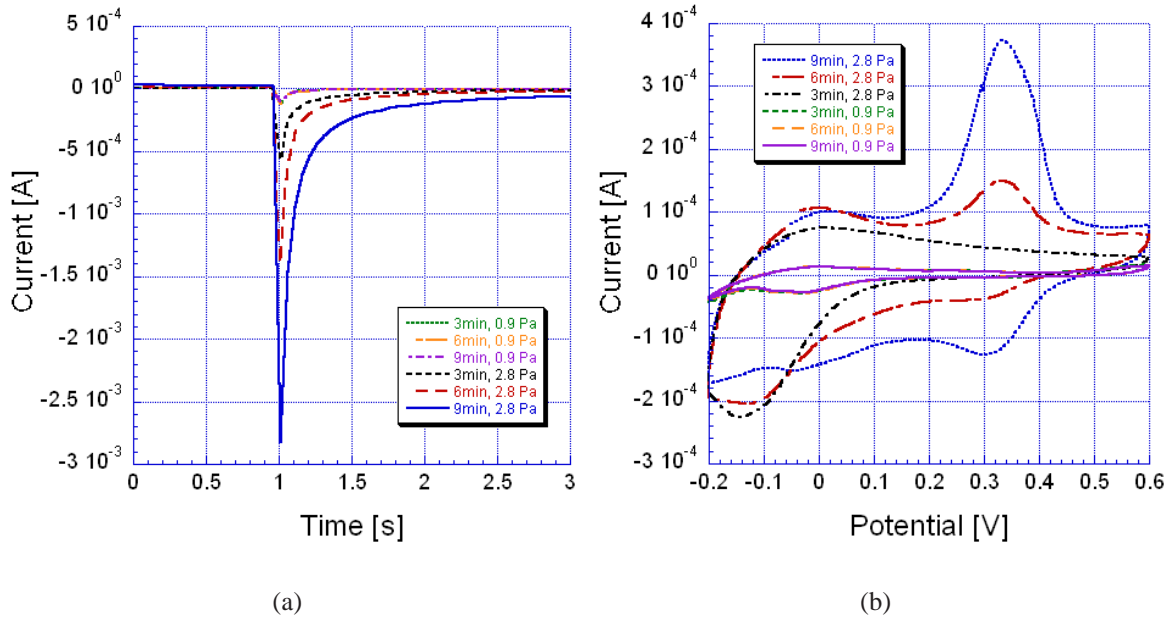 5 10-4
0 100
-5 10-4
-1 10-3
-1.5 10-3
-2 10-3
-2.5 10-3
-3 10-3
Current [A]
3min, 0.9 Pa
6min, 0.9 Pa
9min, 0.9 Pa
3min, 2.8 Pa
6min, 2.8 Pa
9min, 2.8 Pa
0 0.5 1 1.5 2 2.5 3
Time [s]
(a)
4 10-4
3 10-4
2 10-4
1 10-4
0 100
-1 10-4
-2 10-4
-3 10-4
Current [A]
9min, 2.8 Pa
6min, 2.8 Pa
3min, 2.8 Pa
3min, 0.9 Pa
6min, 0.9 Pa
9min, 0.9 Pa
-0.2 -0.1 0 0.1 0.2 0.3 0.4 0.5 0.6
Potential [V]
(b)